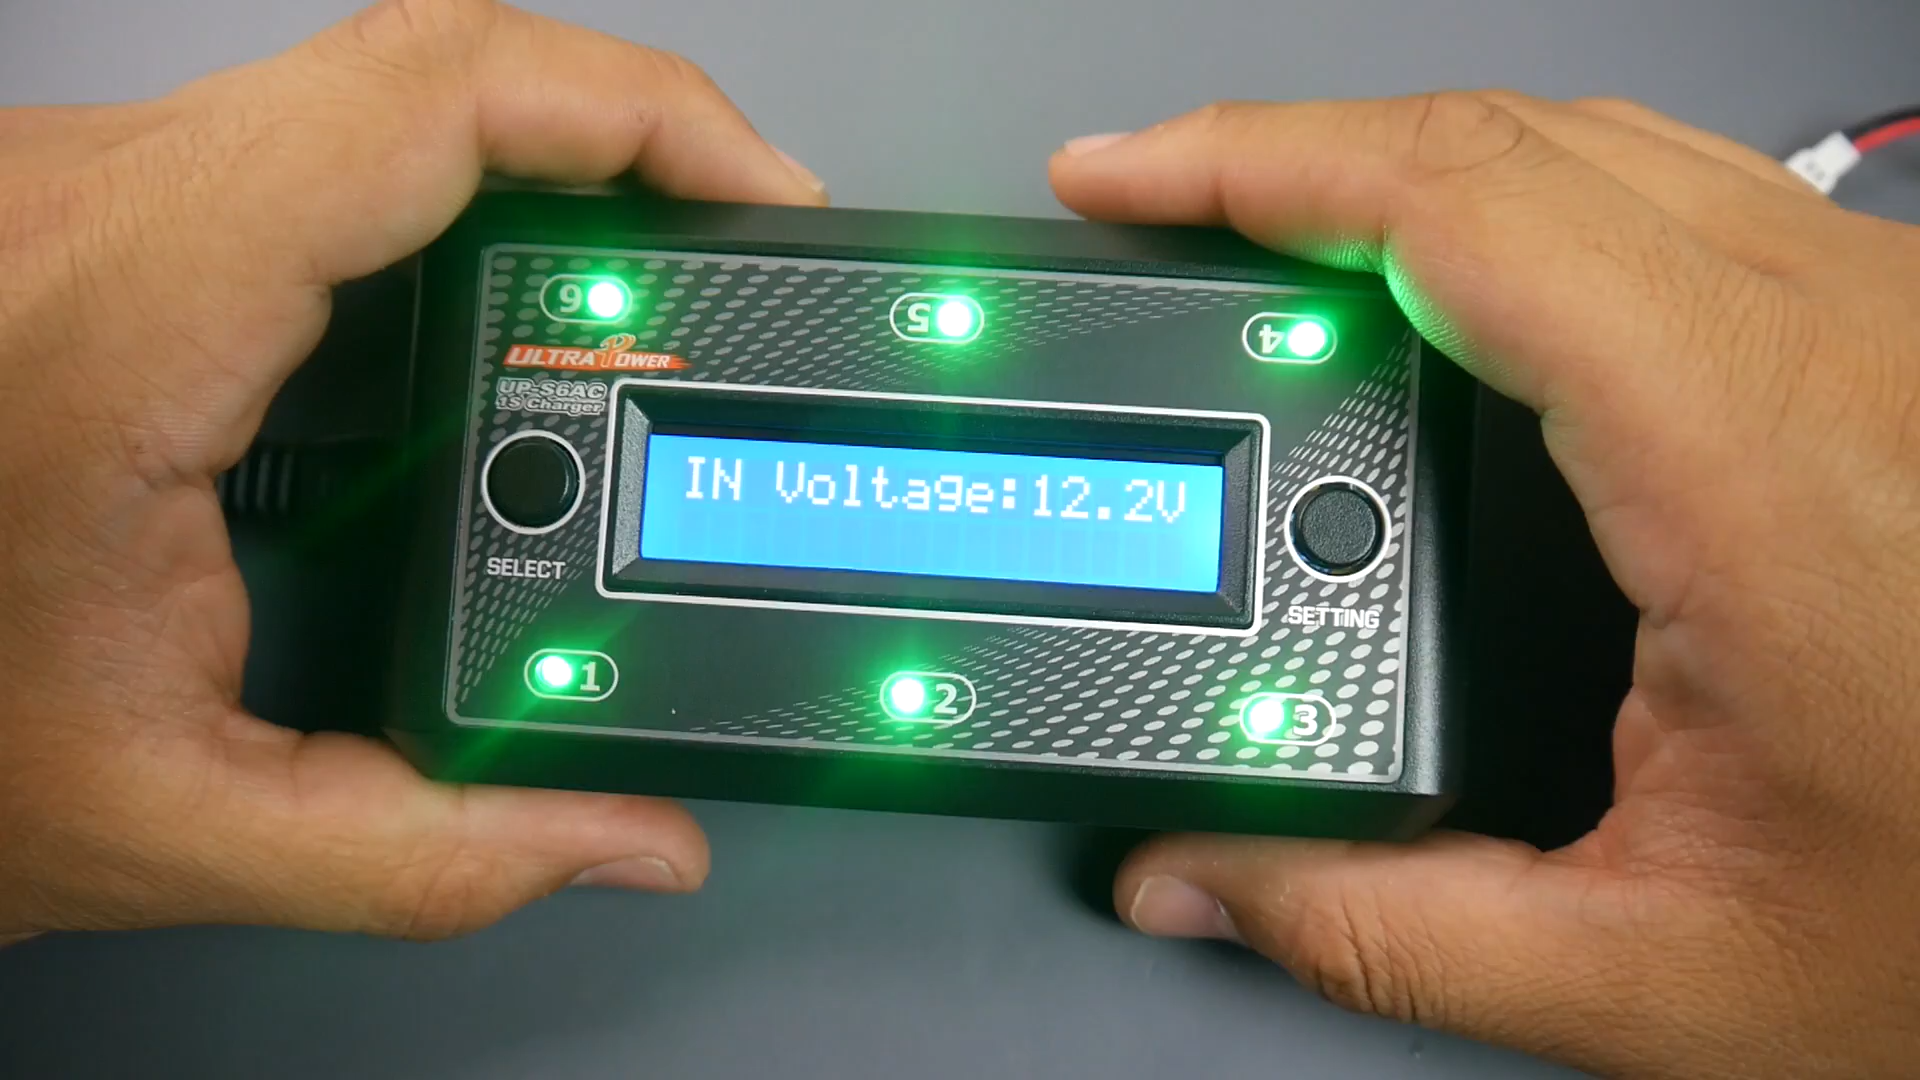 6 5 4
ULTRA POWER
UP-S6AC
1S Charger
IN Voltage:12.2V
SELECT
SETTING
1 2 3